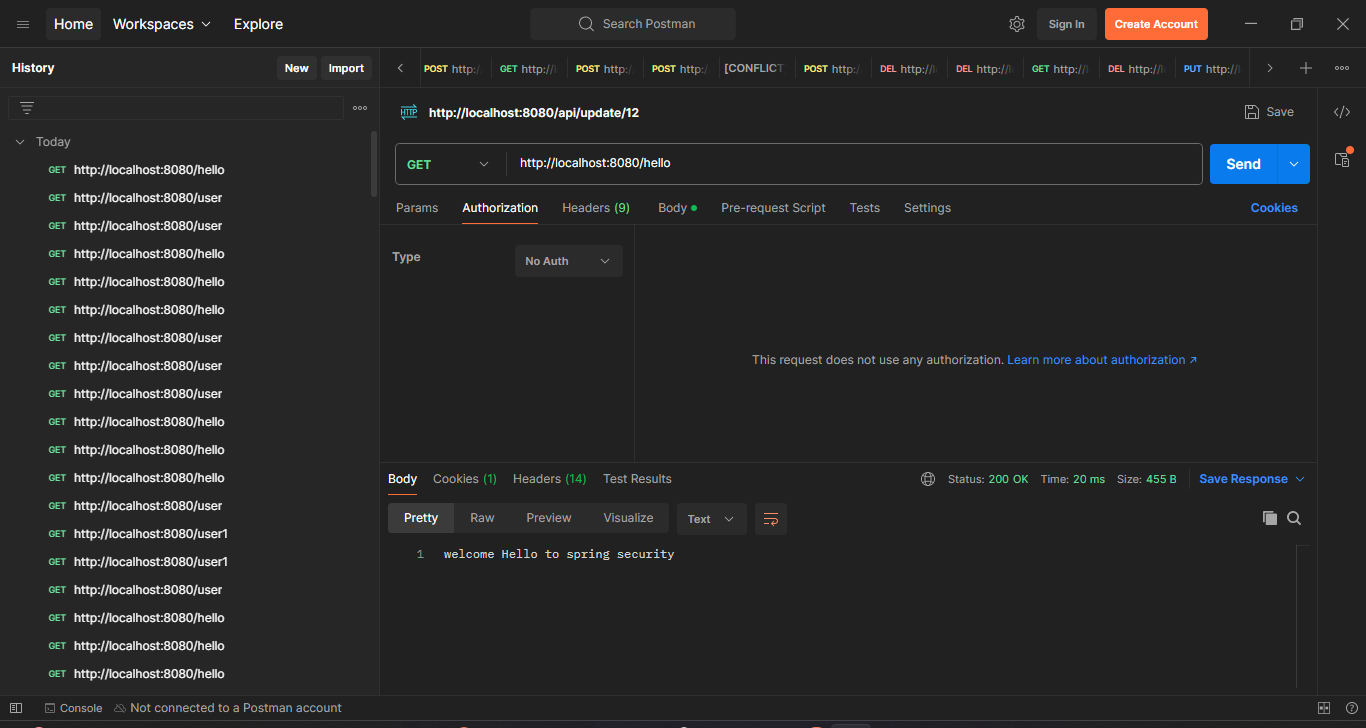 Home Workspaces Explore Search Postman Sign In Create Account
History New Import
POST http:/ GET http:// POST http:/ POST http:/ [CONFLICT POST http:/ DEL http:// DEL http:// GET http:// DEL http:// PUT http://
HTTP http://localhost:8080/api/update/12 Save
Today
GET http://localhost:8080/hello
GET http://localhost:8080/user
GET http://localhost:8080/user
GET http://localhost:8080/hello
GET http://localhost:8080/hello
GET http://localhost:8080/hello
GET http://localhost:8080/user
GET http://localhost:8080/user
GET http://localhost:8080/user
GET http://localhost:8080/hello
GET http://localhost:8080/hello
GET http://localhost:8080/hello
GET http://localhost:8080/user
GET http://localhost:8080/user1
GET http://localhost:8080/user1
GET http://localhost:8080/user
GET http://localhost:8080/hello
GET http://localhost:8080/hello
GET http://localhost:8080/hello
GET http://localhost:8080/hello Send
Params Authorization Headers (9) Body Pre-request Script Tests Settings Cookies
Type No Auth
This request does not use any authorization. Learn more about authorization ↗
Body Cookies (1) Headers (14) Test Results Status: 200 OK Time: 20 ms Size: 455 B Save Response
Pretty Raw Preview Visualize Text
1 welcome Hello to spring security
Console Not connected to a Postman account